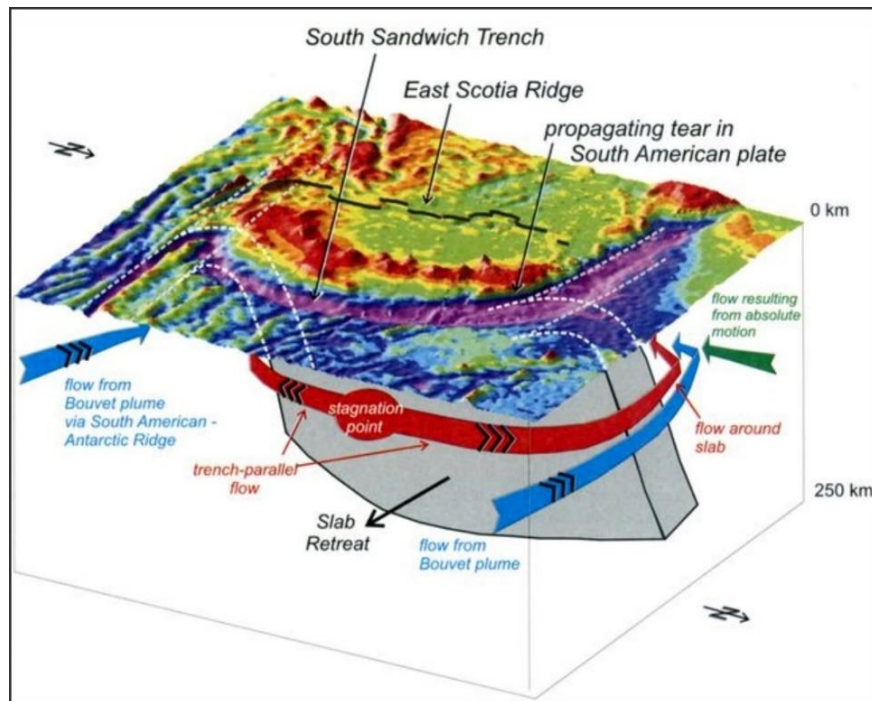 South Sandwich Trench
East Scotia Ridge
propagating tear in
South American plate
N
0 km
flow resulting
from absolute
motion
flow from
Bouvet plume
via South American -
Antarctic Ridge
stagnation
point
flow around
slab
trench-parallel
flow
250 km
Slab
Retreat
flow from
Bouvet plume
N